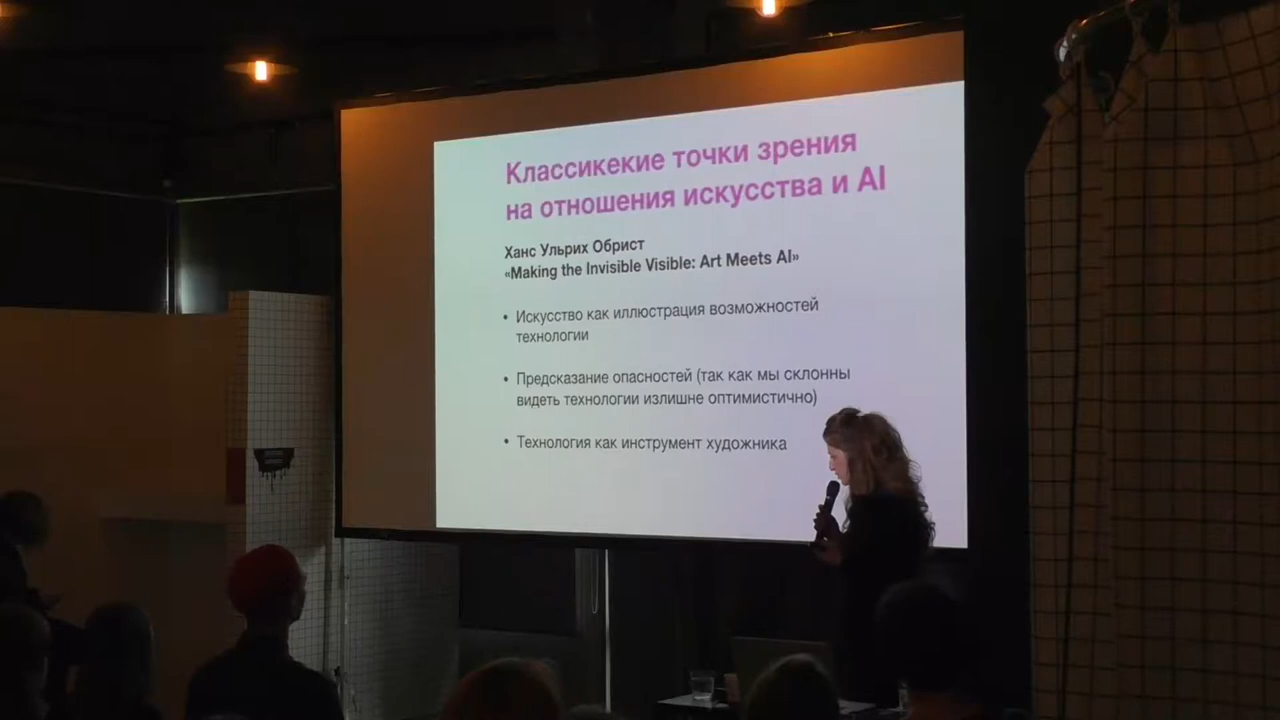 Классикекие точки зрения
на отношения искусства и AI
Ханс Ульрих Обрист
«Making the Invisible Visible: Art Meets AI»
• Искусство как иллюстрация возможностей
технологии
• Предсказание опасностей (так как мы склонны
видеть технологии излишне оптимистично)
• Технология как инструмент художника